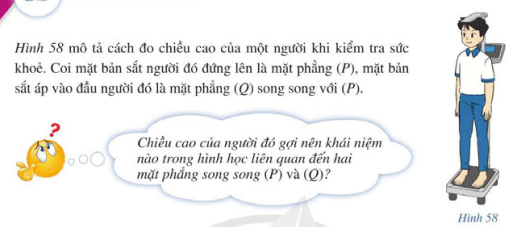 Hình 58 mô tả cách đo chiều cao của một người khi kiểm tra sức
khoẻ. Coi mặt bản sắt người đó đứng lên là mặt phẳng (P), mặt bản
sắt áp vào đầu người đó là mặt phẳng (Q) song song với (P).
?
Chiều cao của người đó gợi nên khái niệm
nào trong hình học liên quan đến hai
mặt phẳng song song (P) và (Q)?
Hình 58